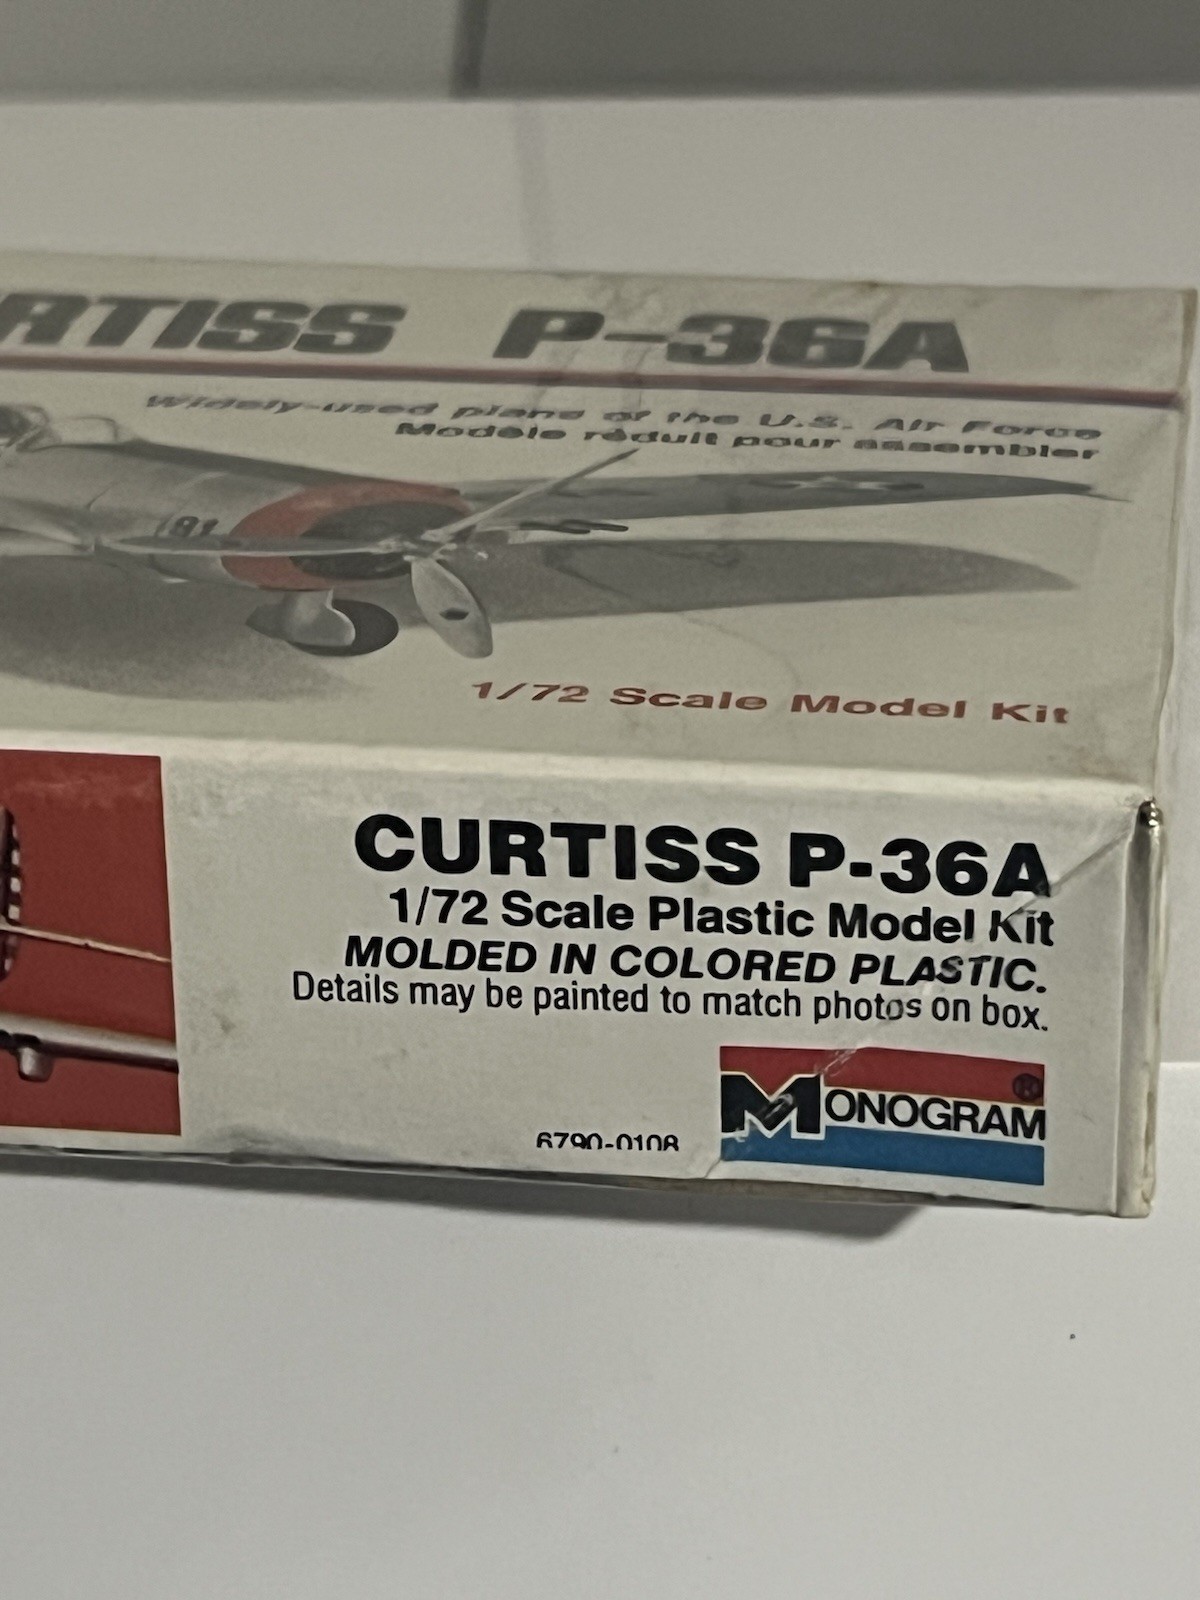 RTISS P-36A
Widely-used plane of the U.S. Air Force
Modèle réduit pour assembler
181
1/72 Scale Model Kit
CURTISS P-36A
1/72 Scale Plastic Model Kit
MOLDED IN COLORED PLASTIC.
Details may be painted to match photos on box.
MONOGRAM®
6790-0108